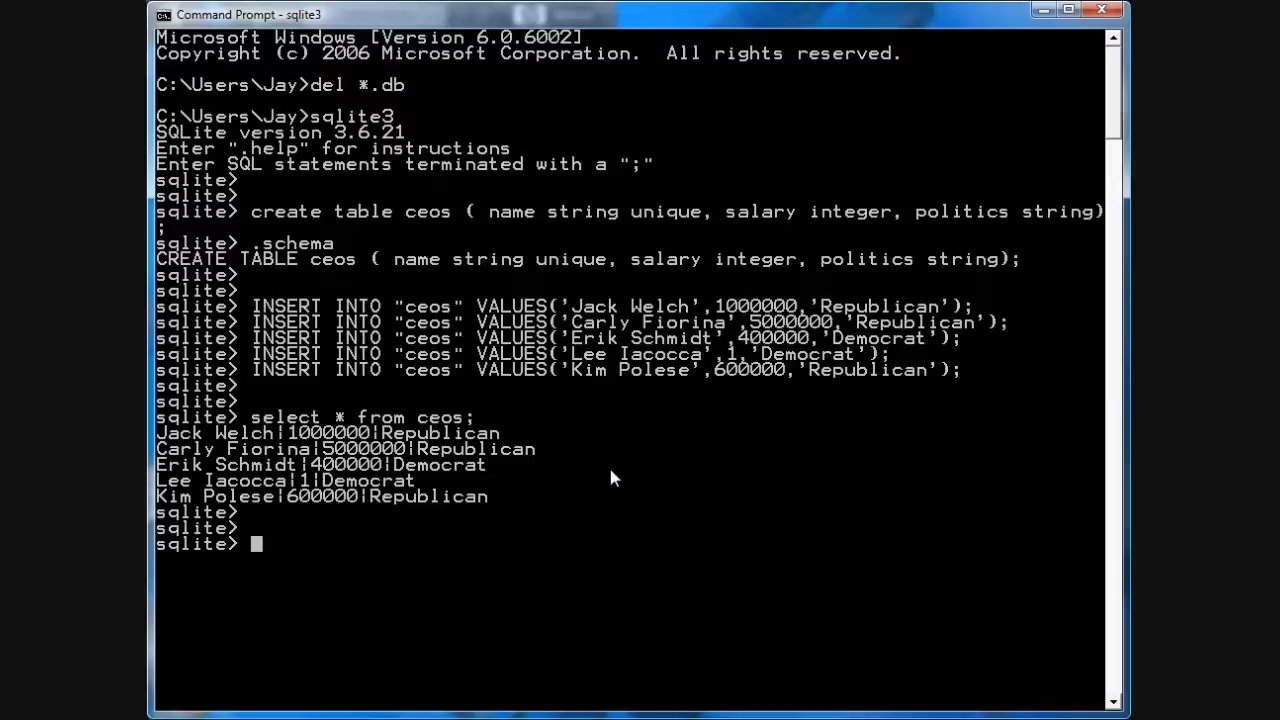 Command Prompt - sqlite3
Microsoft Windows [Version 6.0.6002]
Copyright (c) 2006 Microsoft Corporation.  All rights reserved.
C:\Users\Jay>del *.db
C:\Users\Jay>sqlite3
SQLite version 3.6.21
Enter ".help" for instructions
Enter SQL statements terminated with a ";"
sqlite>
sqlite>
sqlite> create table ceos ( name string unique, salary integer, politics string)
;
sqlite> .schema
CREATE TABLE ceos ( name string unique, salary integer, politics string);
sqlite>
sqlite>
sqlite> INSERT INTO "ceos" VALUES('Jack Welch',1000000,'Republican');
sqlite> INSERT INTO "ceos" VALUES('Carly Fiorina',5000000,'Republican');
sqlite> INSERT INTO "ceos" VALUES('Erik Schmidt',400000,'Democrat');
sqlite> INSERT INTO "ceos" VALUES('Lee Iacocca',1,'Democrat');
sqlite> INSERT INTO "ceos" VALUES('Kim Polese',600000,'Republican');
sqlite>
sqlite>
sqlite> select * from ceos;
Jack Welch|1000000|Republican
Carly Fiorina|5000000|Republican
Erik Schmidt|400000|Democrat
Lee Iacocca|1|Democrat
Kim Polese|600000|Republican
sqlite>
sqlite>
sqlite>